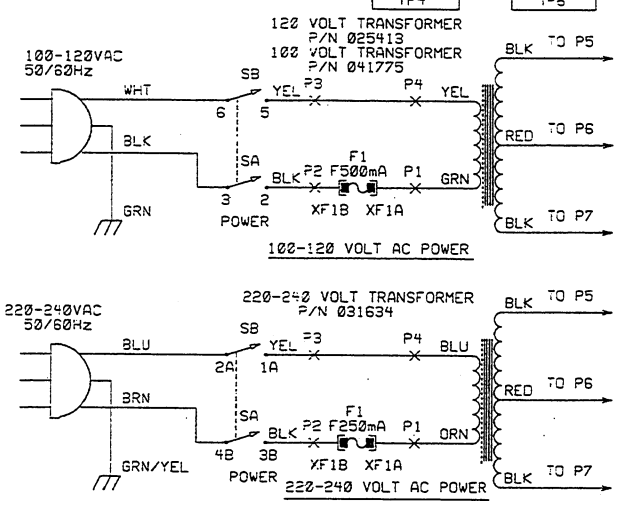 TP4
120 VOLT TRANSFORMER
P/N 025413
100 VOLT TRANSFORMER
P/N 041775
100-120VAC
50/60Hz
BLK TO P5
WHT
SB
YEL P3
P4 YEL
6 5
BLK
SA
F1
BLK P2 F500mA P1 GRN
RED TO P6
3 2
GRN
POWER
XF1B XF1A
BLK TO P7
100-120 VOLT AC POWER
220-240 VOLT TRANSFORMER
P/N 031634
220-240VAC
50/60Hz
BLK TO P5
BLU
SB
YEL P3
P4 BLU
2A 1A
BRN
SA
F1
BLK P2 F250mA P1 ORN
RED TO P6
4B 3B
GRN/YEL
POWER
XF1B XF1A
BLK TO P7
220-240 VOLT AC POWER